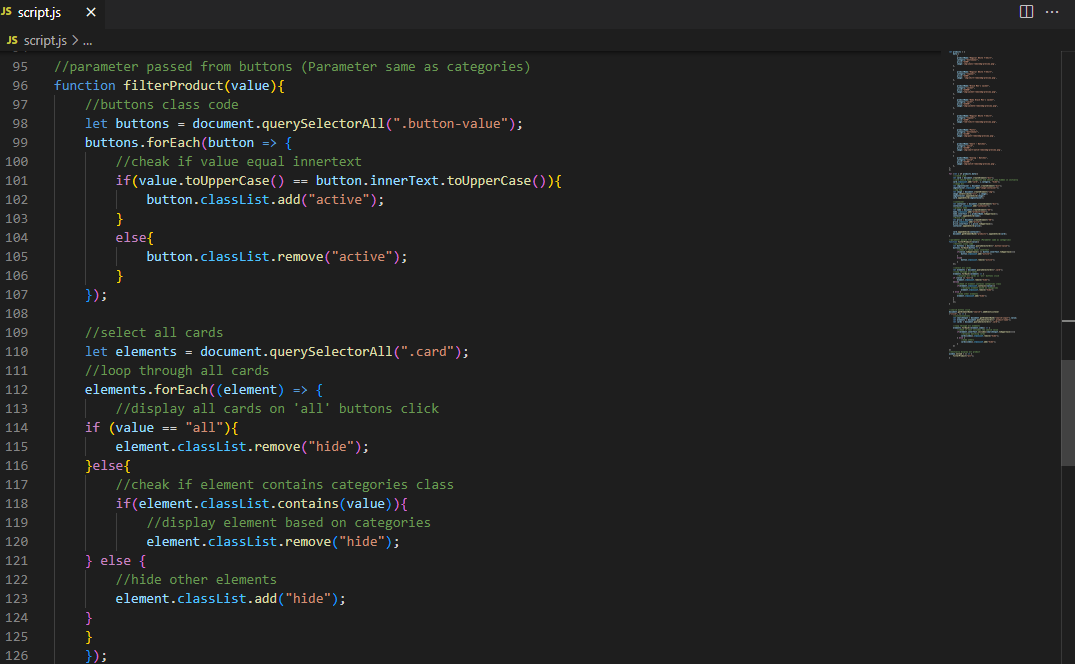 JS script.js ×
JS script.js > ...
95 //parameter passed from buttons (Parameter same as categories)
96 function filterProduct(value){
97 //buttons class code
98 let buttons = document.querySelectorAll(".button-value");
99 buttons.forEach(button => {
100 //cheak if value equal innertext
101 if(value.toUpperCase() == button.innerText.toUpperCase()){
102 button.classList.add("active");
103 }
104 else{
105 button.classList.remove("active");
106 }
107 });
108
109 //select all cards
110 let elements = document.querySelectorAll(".card");
111 //loop through all cards
112 elements.forEach((element) => {
113 //display all cards on 'all' buttons click
114 if (value == "all"){
115 element.classList.remove("hide");
116 }else{
117 //cheak if element contains categories class
118 if(element.classList.contains(value)){
119 //display element based on categories
120 element.classList.remove("hide");
121 } else {
122 //hide other elements
123 element.classList.add("hide");
124 }
125 }
126 });